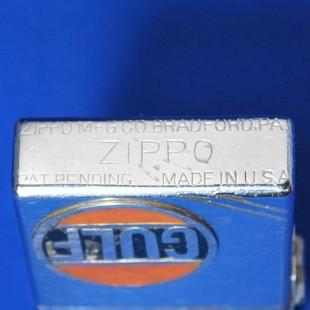 ZIPPO MFG.CO.BRADFORD.PA.
ZIPPO
PAT.PENDING MADE IN U.S.A
GULF